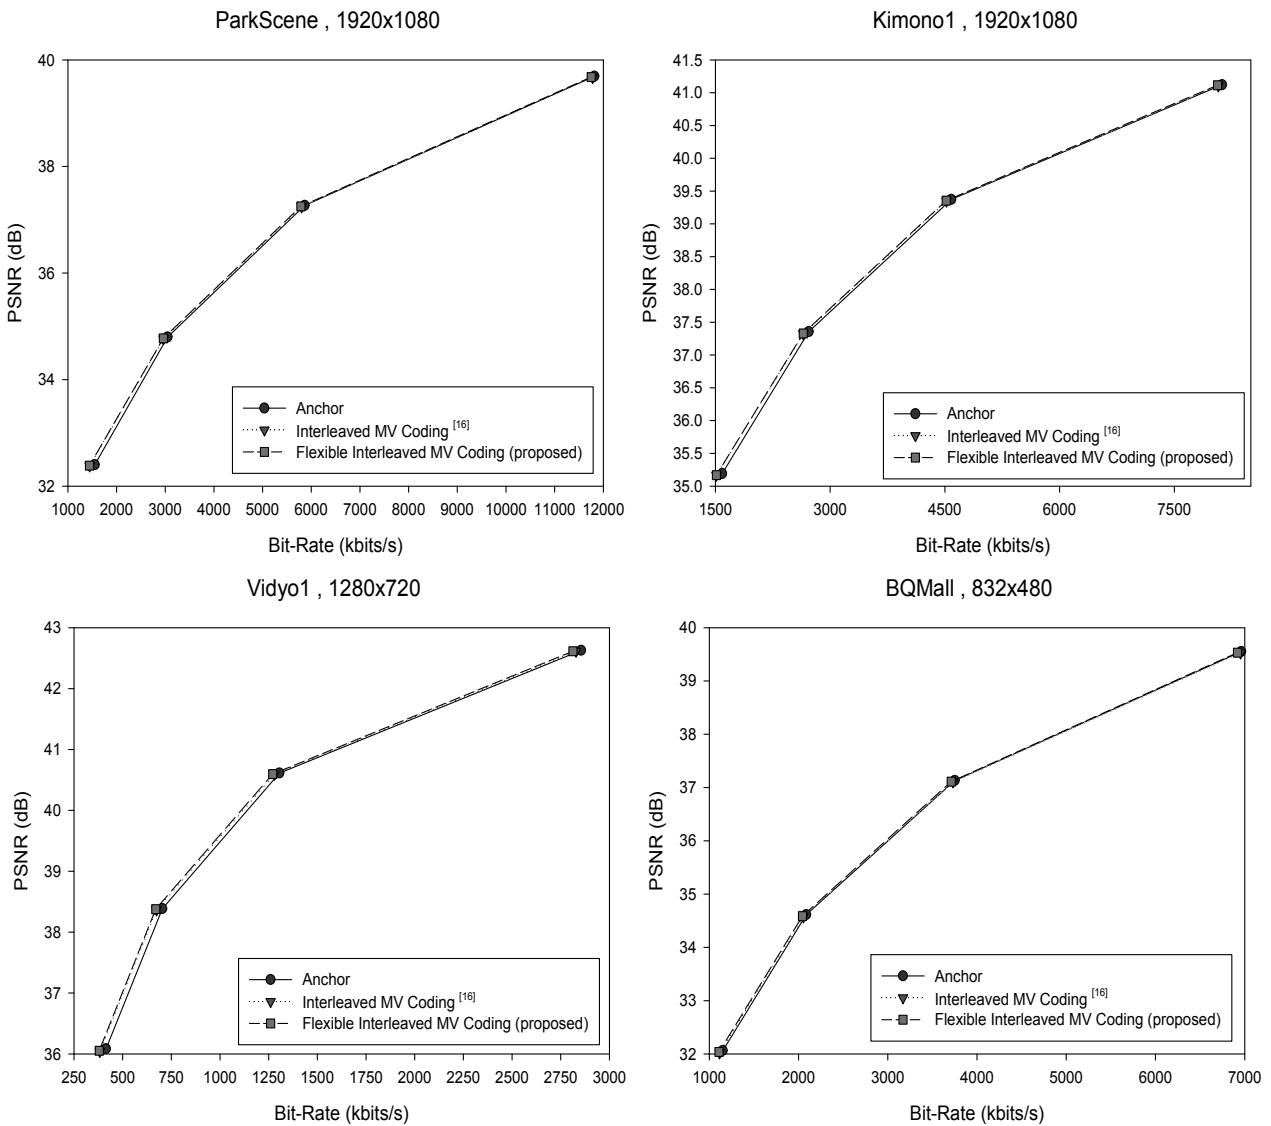 ParkScene , 1920x1080
40
38
36
34
32
PSNR (dB)
1000 2000 3000 4000 5000 6000 7000 8000 9000 10000 11000 12000
Bit-Rate (kbits/s)
Anchor
Interleaved MV Coding [16]
Flexible Interleaved MV Coding (proposed)
Kimono1 , 1920x1080
41.5
41.0
40.5
40.0
39.5
39.0
38.5
38.0
37.5
37.0
36.5
36.0
35.5
35.0
PSNR (dB)
1500 3000 4500 6000 7500
Bit-Rate (kbits/s)
Anchor
Interleaved MV Coding [16]
Flexible Interleaved MV Coding (proposed)
Vidyo1 , 1280x720
43
42
41
40
39
38
37
36
PSNR (dB)
250 500 750 1000 1250 1500 1750 2000 2250 2500 2750 3000
Bit-Rate (kbits/s)
Anchor
Interleaved MV Coding [16]
Flexible Interleaved MV Coding (proposed)
BQMall , 832x480
40
39
38
37
36
35
34
33
32
PSNR (dB)
1000 2000 3000 4000 5000 6000 7000
Bit-Rate (kbits/s)
Anchor
Interleaved MV Coding [16]
Flexible Interleaved MV Coding (proposed)